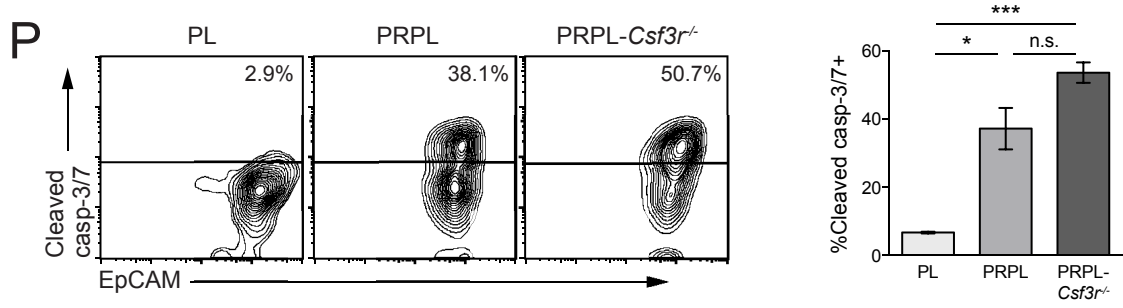 P
PL
PRPL
PRPL-Csf3r-/-
2.9%
38.1%
50.7%
Cleaved
casp-3/7
EpCAM
***
*
n.s.
%Cleaved casp-3/7+
60
40
20
0
PL
PRPL
PRPL-
Csf3r-/-